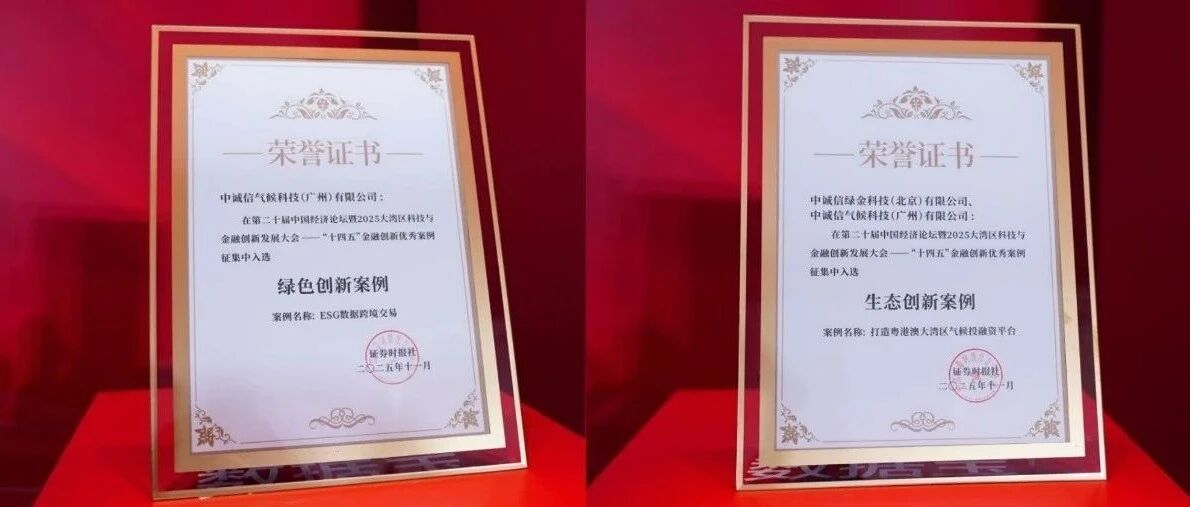 荣誉证书
中诚信气候科技(广州)有限公司：
在第二十届中国经济论坛暨2025大湾区科技与
金融创新发展大会——“十四五”金融创新优秀案例
征集中入选
绿色创新案例
案例名称: ESG数据跨境交易
证券时报社
二〇二五年十一月
荣誉证书
中诚信绿金科技(北京)有限公司、
中诚信气候科技(广州)有限公司：
在第二十届中国经济论坛暨2025大湾区科技与
金融创新发展大会——“十四五”金融创新优秀案例
征集中入选
生态创新案例
案例名称: 打造粤港澳大湾区气候投融资平台
证券时报社
二〇二五年十一月